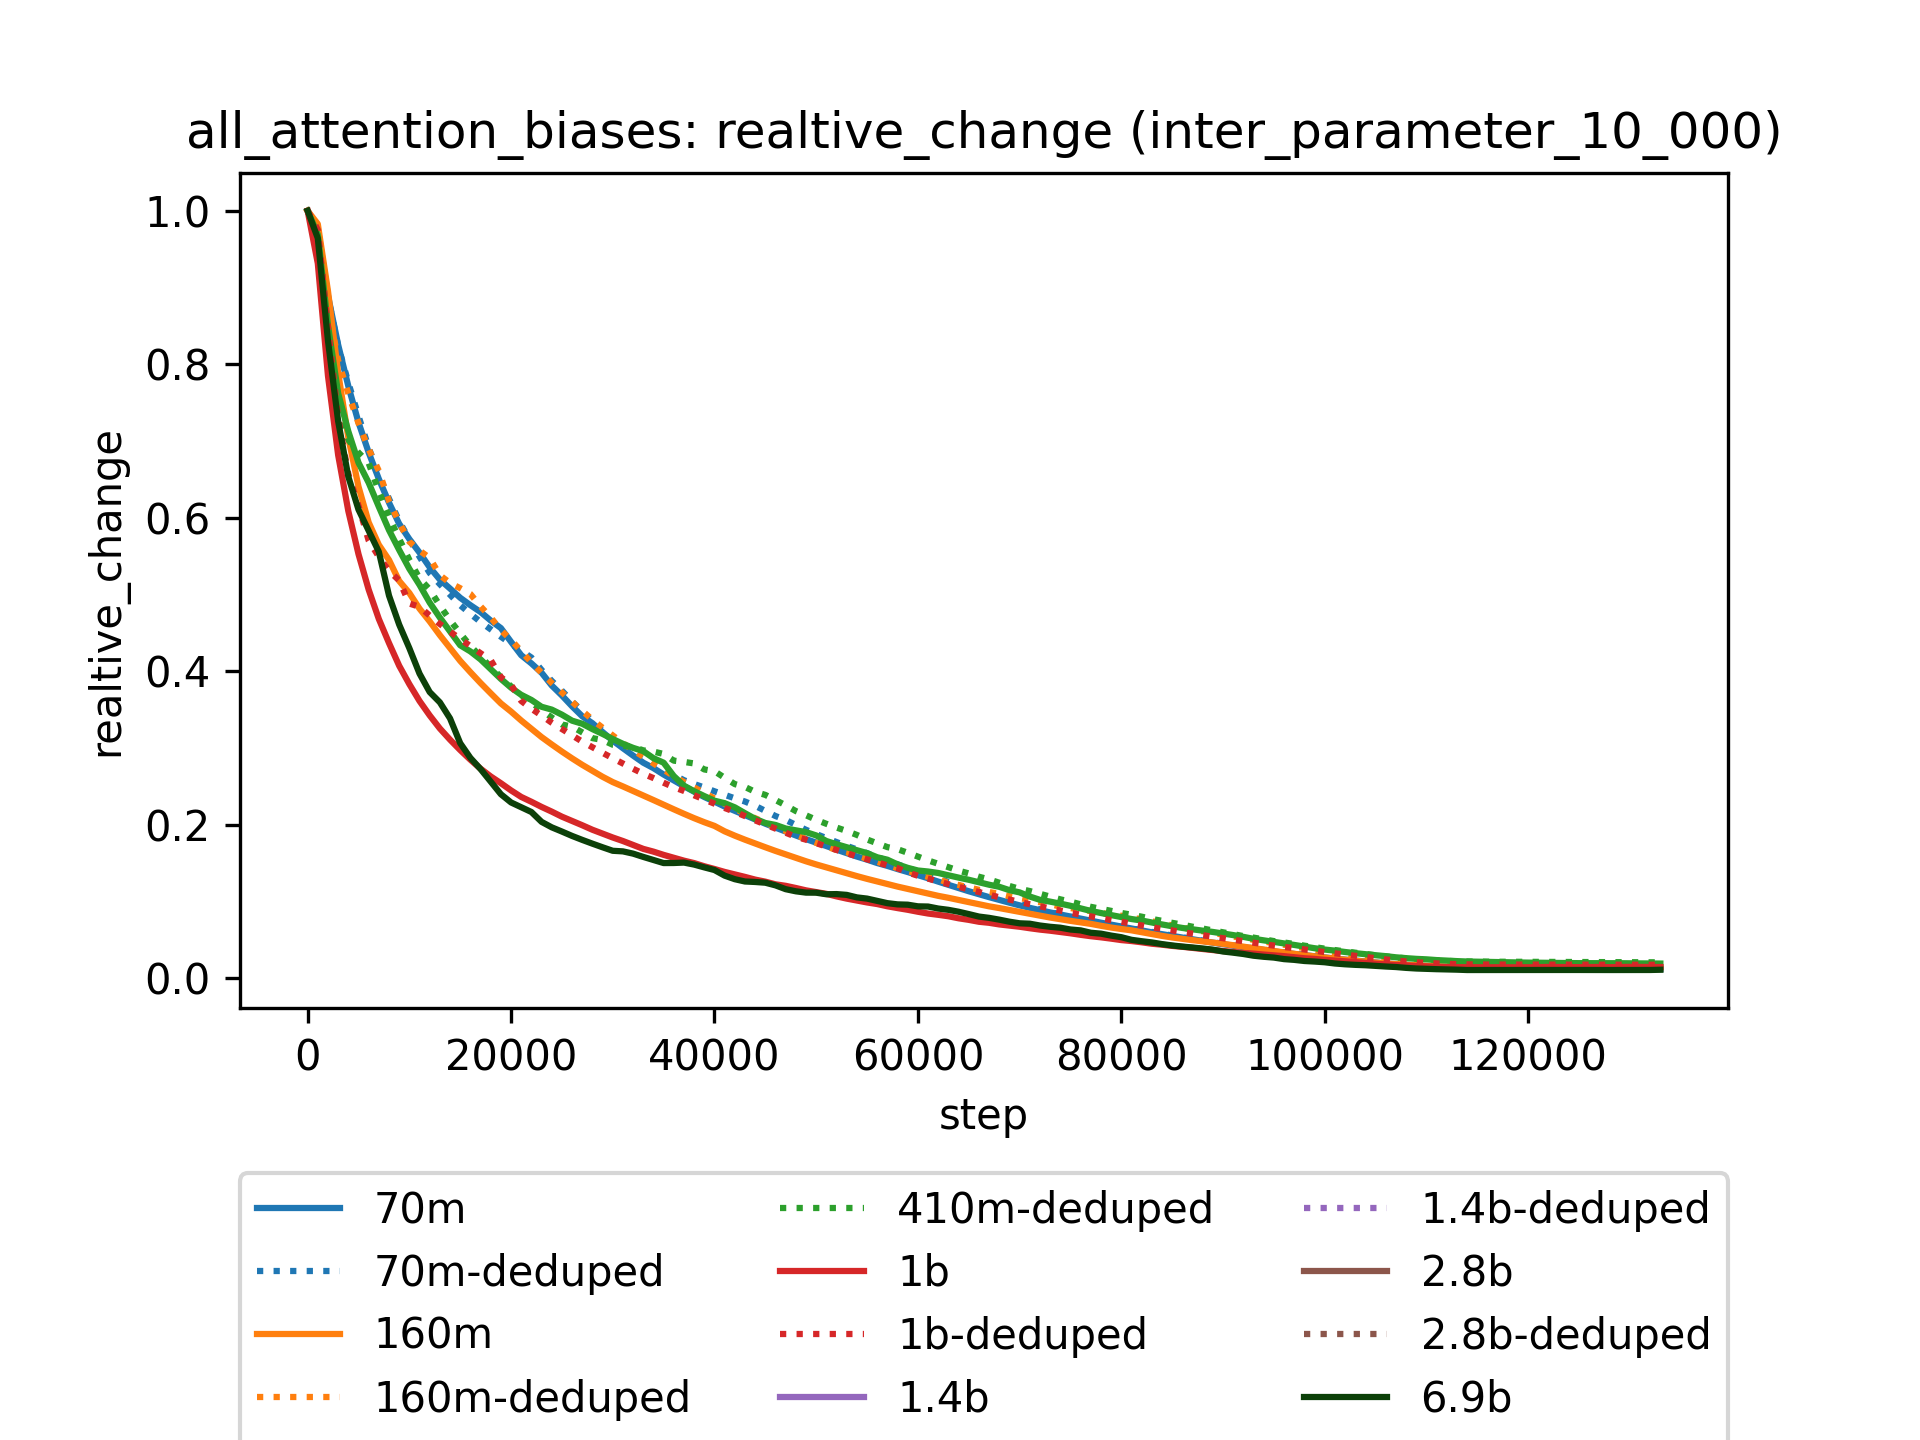 all_attention_biases: realtive_change (inter_parameter_10_000)
realtive_change
1.0
0.8
0.6
0.4
0.2
0.0
0 20000 40000 60000 80000 100000 120000
step
70m
70m-deduped
160m
160m-deduped
410m-deduped
1b
1b-deduped
1.4b
1.4b-deduped
2.8b
2.8b-deduped
6.9b